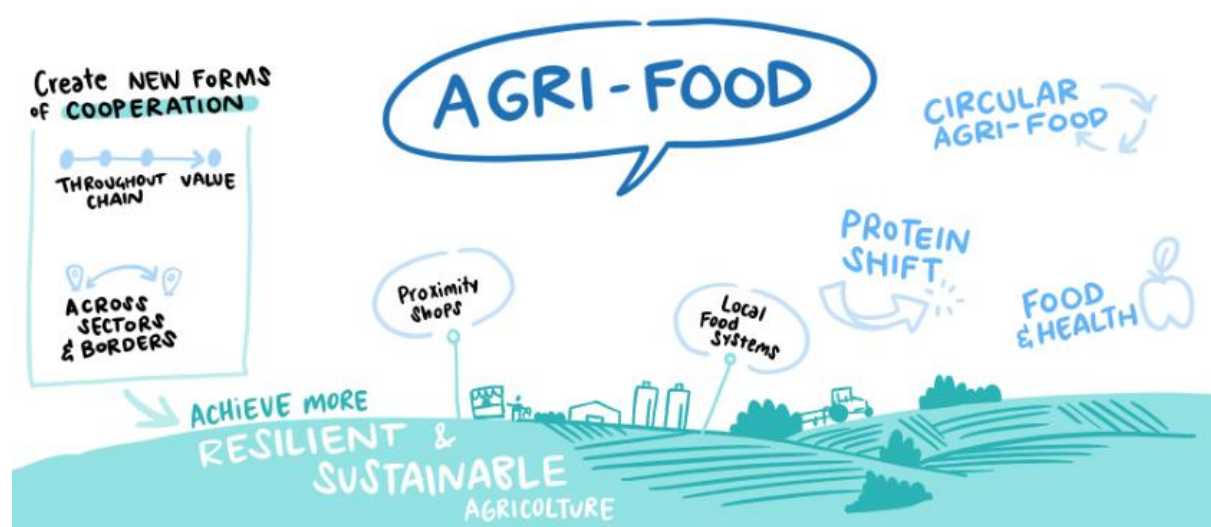 AGRI-FOOD
Create NEW FORMS
OF COOPERATION
THROUGHOUT VALUE
CHAIN
ACROSS
SECTORS
& BORDERS
ACHIEVE MORE
RESILIENT &
SUSTAINABLE
AGRICOLTURE
Proximity
Shops
Local
Food
Systems
PROTEIN
SHIFT
CIRCULAR
AGRI-FOOD
FOOD
& HEALTH